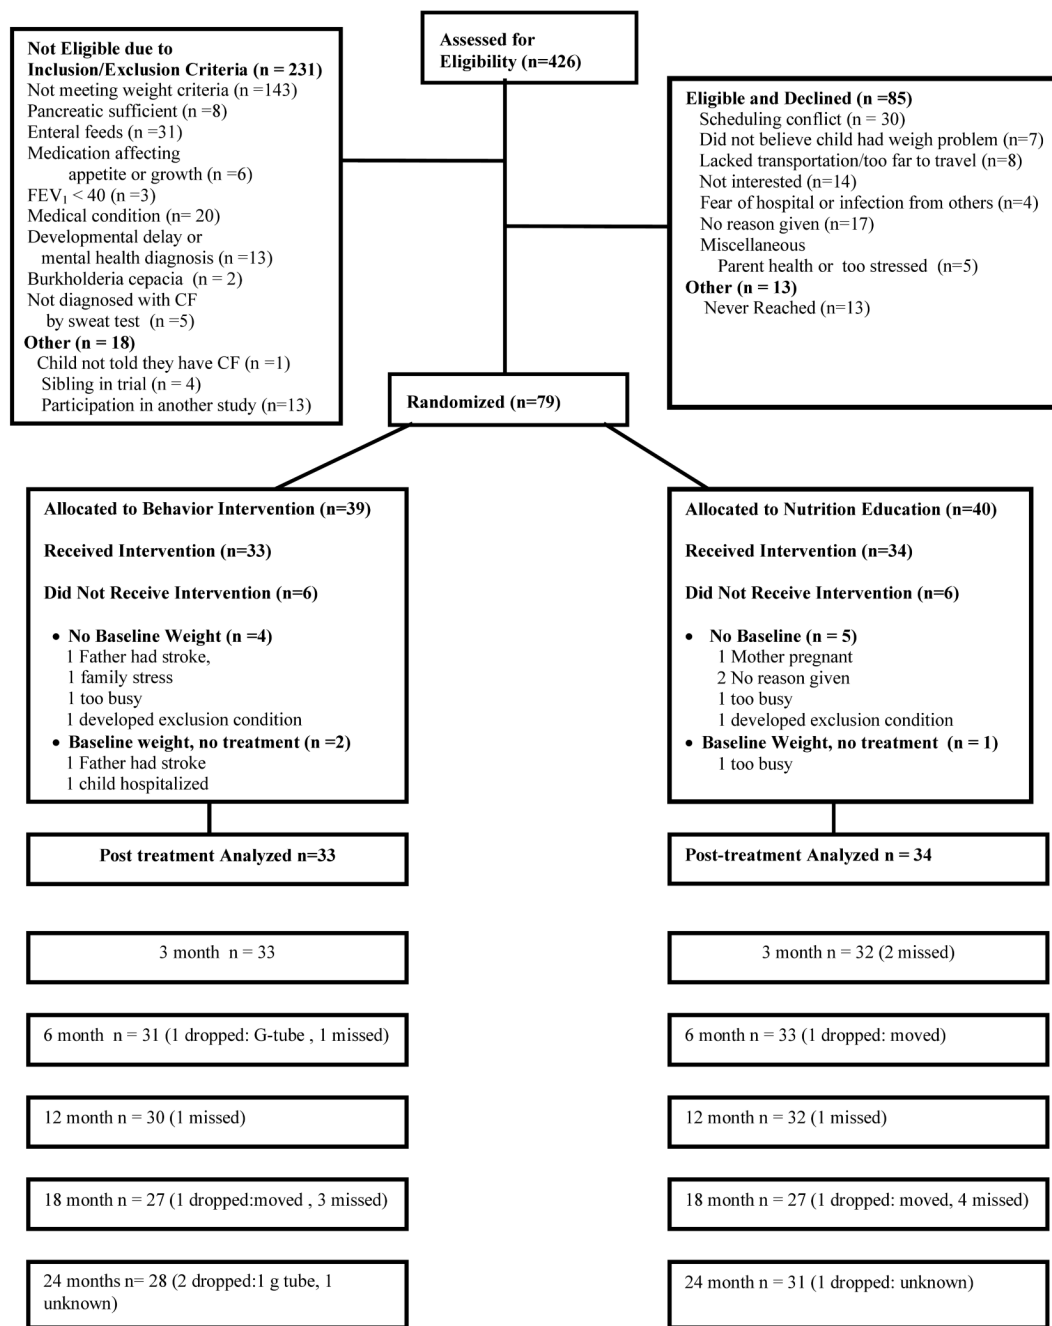 Assessed for
Eligibility (n=426)
Not Eligible due to
Inclusion/Exclusion Criteria (n = 231)
Not meeting weight criteria (n =143)
Pancreatic sufficient (n =8)
Enteral feeds (n =31)
Medication affecting
appetite or growth (n =6)
FEV₁ < 40 (n =3)
Medical condition (n= 20)
Developmental delay or
mental health diagnosis (n =13)
Burkholderia cepacia (n = 2)
Not diagnosed with CF
by sweat test (n =5)
Other (n = 18)
Child not told they have CF (n =1)
Sibling in trial (n = 4)
Participation in another study (n=13)
Eligible and Declined (n =85)
Scheduling conflict (n = 30)
Did not believe child had weigh problem (n=7)
Lacked transportation/too far to travel (n=8)
Not interested (n=14)
Fear of hospital or infection from others (n=4)
No reason given (n=17)
Miscellaneous
Parent health or too stressed (n=5)
Other (n = 13)
Never Reached (n=13)
Randomized (n=79)
Allocated to Behavior Intervention (n=39)
Received Intervention (n=33)
Did Not Receive Intervention (n=6)
• No Baseline Weight (n =4)
1 Father had stroke,
1 family stress
1 too busy
1 developed exclusion condition
• Baseline weight, no treatment (n =2)
1 Father had stroke
1 child hospitalized
Allocated to Nutrition Education (n=40)
Received Intervention (n=34)
Did Not Receive Intervention (n=6)
• No Baseline (n = 5)
1 Mother pregnant
2 No reason given
1 too busy
1 developed exclusion condition
• Baseline Weight, no treatment (n = 1)
1 too busy
Post treatment Analyzed n=33
Post-treatment Analyzed n = 34
3 month n = 33
3 month n = 32 (2 missed)
6 month n = 31 (1 dropped: G-tube , 1 missed)
6 month n = 33 (1 dropped: moved)
12 month n = 30 (1 missed)
12 month n = 32 (1 missed)
18 month n = 27 (1 dropped:moved , 3 missed)
18 month n = 27 (1 dropped: moved, 4 missed)
24 months n= 28 (2 dropped:1 g tube, 1
unknown)
24 month n = 31 (1 dropped: unknown)